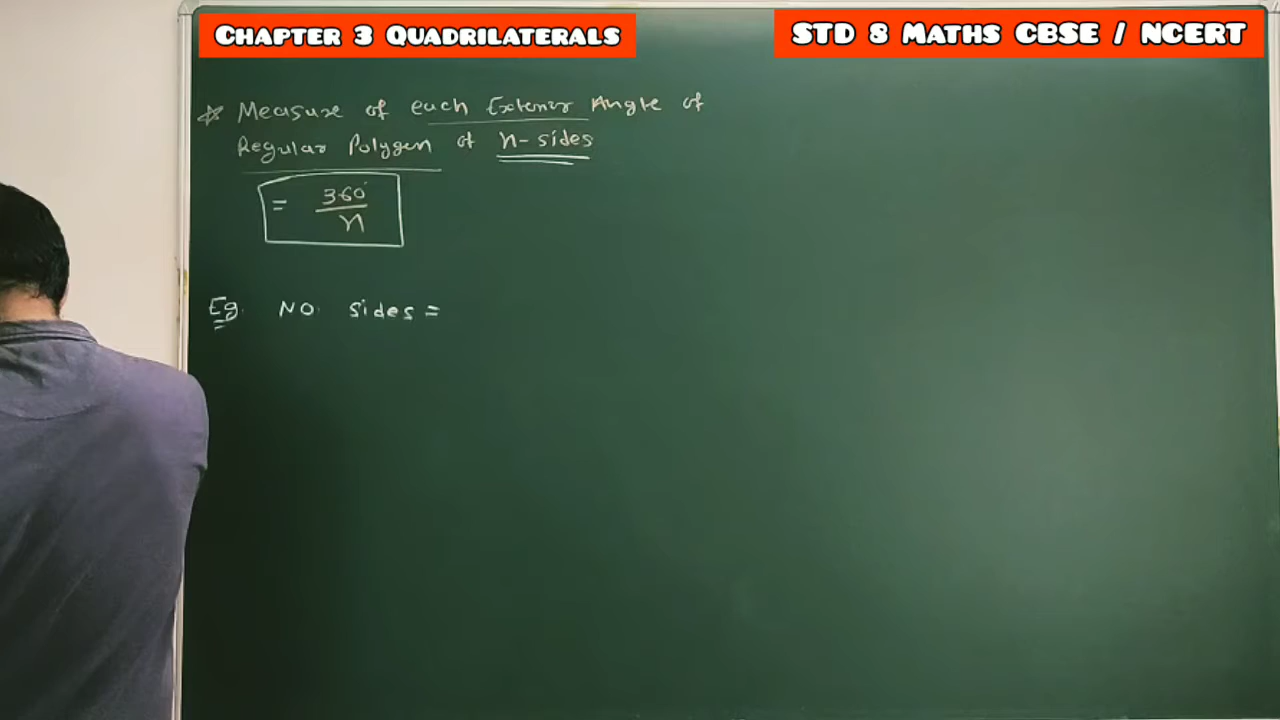 CHAPTER 3 QUADRILATERALS
STD 8 MATHS CBSE / NCERT
☆ Measure of each Exterior Angle of
Regular Polygen of n-sides
= 360° / n
Eg. NO. sides =